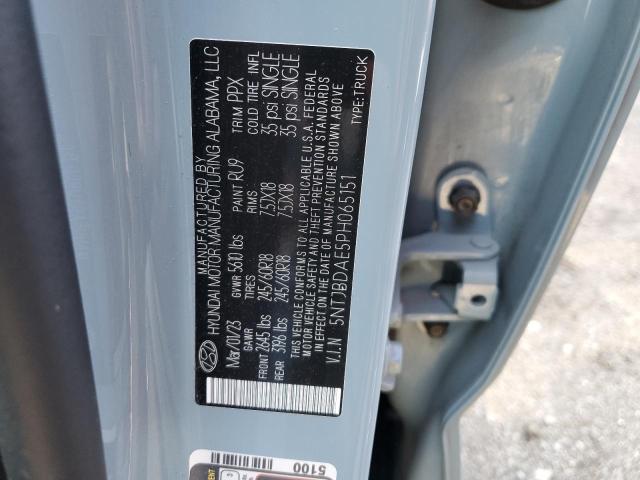 MANUFACTURED BY
HYUNDAI MOTOR MANUFACTURING ALABAMA, LLC
Mar/01/23 GVWR 5610 lbs PAINT RU9 TRIM PPX
GAWR TIRES RIMS COLD TIRE INFL
FRONT 2645 lbs 245/60R18 7.5JX18 35 psi SINGLE
REAR 3196 lbs 245/60R18 7.5JX18 35 psi SINGLE
THIS VEHICLE CONFORMS TO ALL APPLICABLE U.S.A. FEDERAL
MOTOR VEHICLE SAFETY AND THEFT PREVENTION STANDARDS
IN EFFECT ON THE DATE OF MANUFACTURE SHOWN ABOVE
V.I.N 5NTJBDAE5PH065151 TYPE:TRUCK
5100